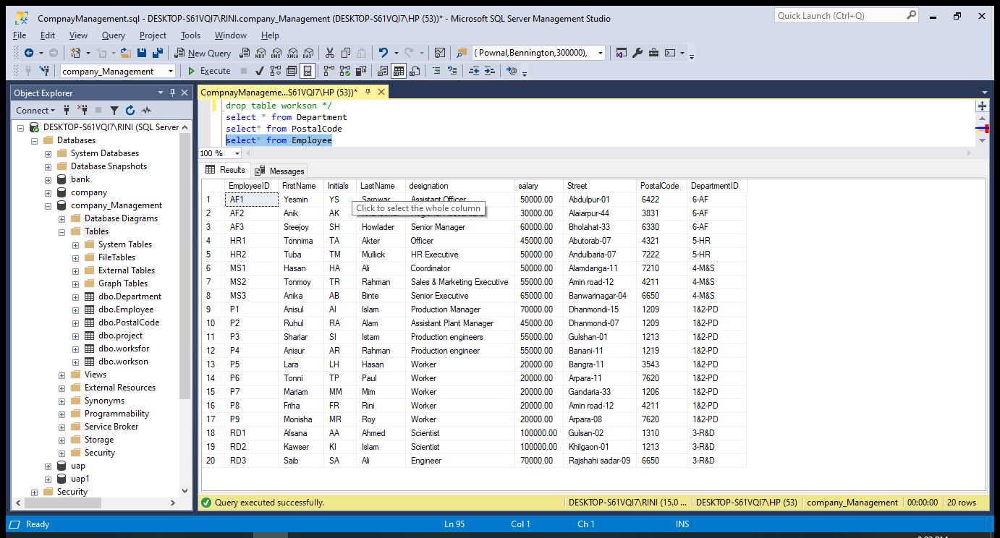 CompnayManagement.sql - DESKTOP-S61VQI7\RINI.company_Management (DESKTOP-S61VQI7\HP (53))* - Microsoft SQL Server Management Studio
Quick Launch (Ctrl+Q)
File Edit View Query Project Tools Window Help
New Query MDX DMX XMLA DAX ( Pownal,Bennington,300000),
company_Management Execute
Object Explorer
Connect
DESKTOP-S61VQI7\RINI (SQL Server
Databases
System Databases
Database Snapshots
bank
company
company_Management
Database Diagrams
Tables
System Tables
FileTables
External Tables
Graph Tables
dbo.Department
dbo.Employee
dbo.PostalCode
dbo.project
dbo.worksfor
dbo.workson
Views
External Resources
Synonyms
Programmability
Service Broker
Storage
Security
uap
uap1
Security
CompnayManageme...S61VQI7\HP (53))*
drop table workson */
select * from Department
select* from PostalCode
select* from Employee
100 %
Results Messages
EmployeeID FirstName Initials LastName designation salary Street PostalCode DepartmentID
1 AF1 Yesmin YS Sarowar Assistant Officer 50000.00 Abdulpur-01 6422 6-AF
Click to select the whole column
2 AF2 Anik AK 30000.00 Alaiarpur-44 3831 6-AF
3 AF3 Sreejoy SH Howlader Senior Manager 60000.00 Bholahat-33 6330 6-AF
4 HR1 Tonnima TA Akter Officer 45000.00 Abutorab-07 4321 5-HR
5 HR2 Tuba TM Mullick HR Executive 50000.00 Andulbaria-07 7222 5-HR
6 MS1 Hasan HA Ali Coordinator 50000.00 Alamdanga-11 7210 4-M&S
7 MS2 Tonmoy TR Rahman Sales & Marketing Executive 55000.00 Amin road-12 4211 4-M&S
8 MS3 Anika AB Binte Senior Executive 65000.00 Banwarinagar-04 6650 4-M&S
9 P1 Anisul AI Islam Production Manager 70000.00 Dhanmondi-15 1209 1&2-PD
10 P2 Ruhul RA Alam Assistant Plant Manager 45000.00 Dhanmondi-07 1209 1&2-PD
11 P3 Shariar SI Istam Production engineers 55000.00 Gulshan-01 1213 1&2-PD
12 P4 Anisur AR Rahman Production engineer 55000.00 Banani-11 1219 1&2-PD
13 P5 Lara LH Hasan Worker 20000.00 Bangra-11 3543 1&2-PD
14 P6 Tonni TP Paul Worker 20000.00 Arpara-11 7620 1&2-PD
15 P7 Mariam MM Mim Worker 20000.00 Gandaria-33 1206 1&2-PD
16 P8 Friha FR Rini Worker 20000.00 Amin road-12 4211 1&2-PD
17 P9 Monisha MR Roy Worker 20000.00 Arpara-08 7620 1&2-PD
18 RD1 Afsana AA Ahmed Scientist 100000.00 Gulsan-02 1310 3-R&D
19 RD2 Kawser KI Islam Scientist 100000.00 Khilgaon-01 1213 3-R&D
20 RD3 Saib SA Ali Engineer 70000.00 Rajshahi sadar-09 6650 3-R&D
Query executed successfully. DESKTOP-S61VQI7\RINI (15.0 ... DESKTOP-S61VQI7\HP (53) company_Management 00:00:00 20 rows
Ready Ln 95 Col 1 Ch 1 INS